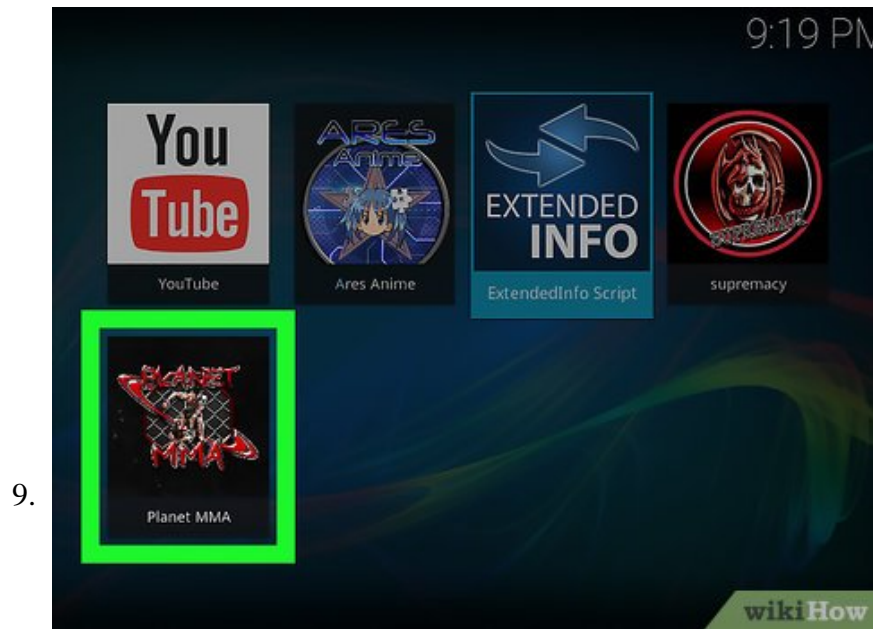 9:19 PM
You
Tube
ARES
Anime
EXTENDED
INFO
SUPREMACY
YouTube
Ares Anime
ExtendedInfo Script
supremacy
PLANET
MMA
Planet MMA
9.
wikiHow